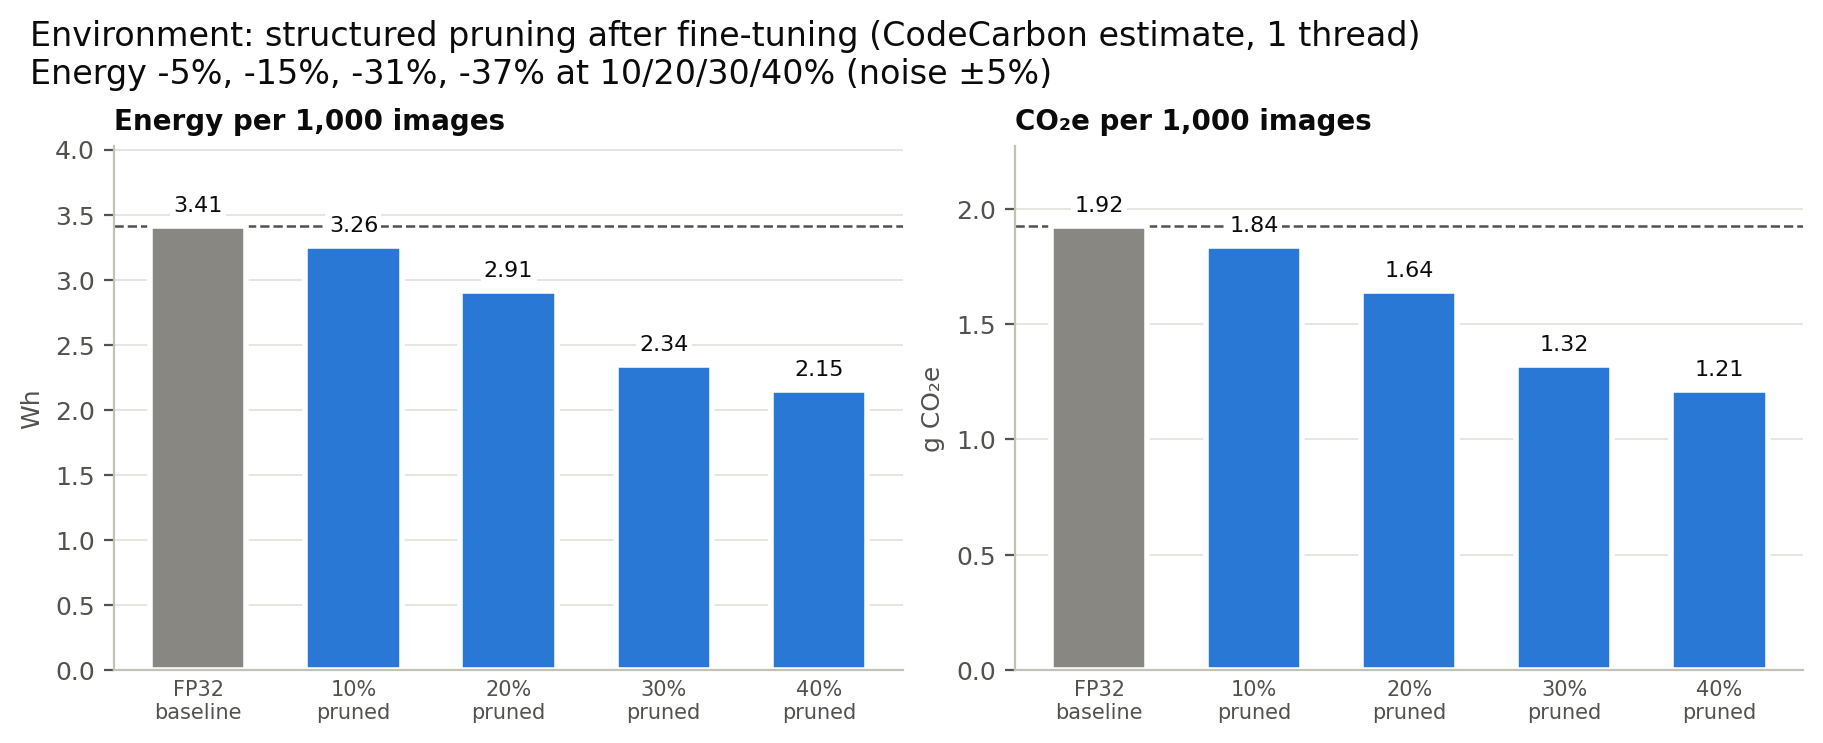 Environment: structured pruning after fine-tuning (CodeCarbon estimate, 1 thread)
Energy -5%, -15%, -31%, -37% at 10/20/30/40% (noise ±5%)
Energy per 1,000 images
Wh
4.0
3.5
3.0
2.5
2.0
1.5
1.0
0.5
0.0
3.41
3.26
2.91
2.34
2.15
FP32 baseline
10% pruned
20% pruned
30% pruned
40% pruned
CO₂e per 1,000 images
g CO₂e
2.0
1.5
1.0
0.5
0.0
1.92
1.84
1.64
1.32
1.21
FP32 baseline
10% pruned
20% pruned
30% pruned
40% pruned